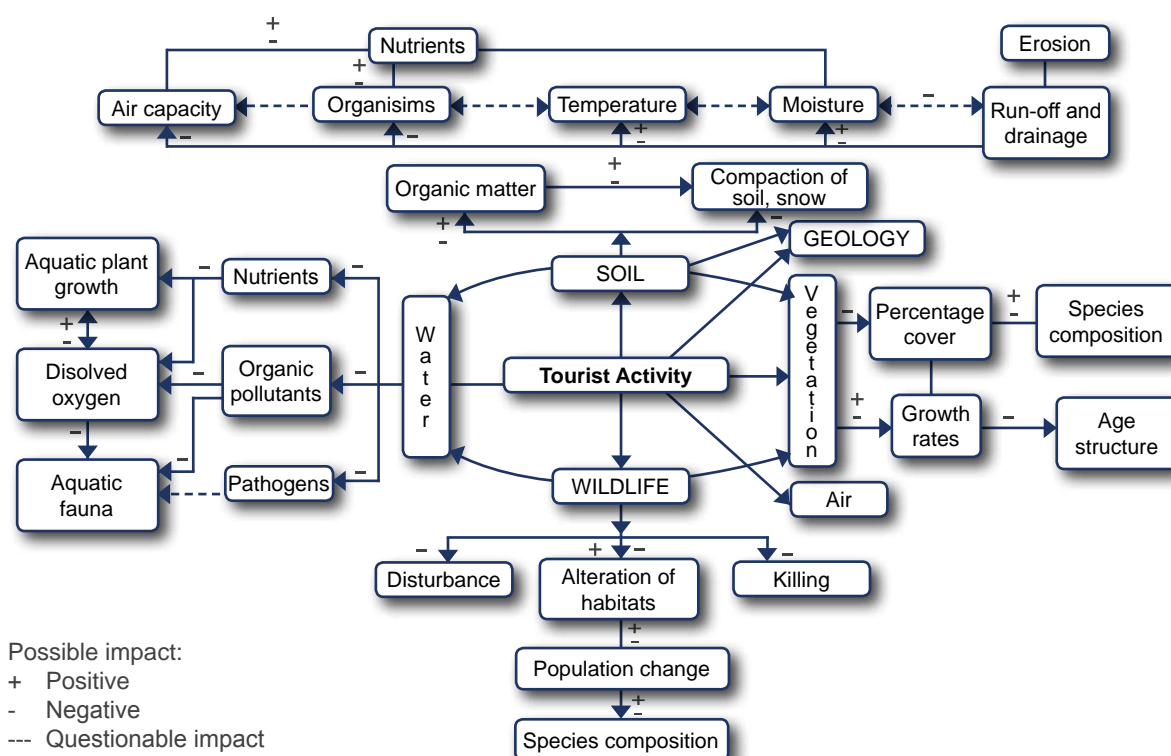 +
-
Nutrients
Erosion
+
-
Air capacity
Organisims
Temperature
Moisture
-
Run-off and
drainage
-
-
+
-
+
-
Organic matter
+
-
Compaction of
soil, snow
+
-
-
GEOLOGY
SOIL
Aquatic plant
growth
-
Nutrients
-
+
-
Disolved
oxygen
-
Organic
pollutants
-
-
Aquatic
fauna
-
Pathogens
-
Water
Tourist Activity
Vegetation
-
Percentage
cover
+
-
Species
composition
+
-
Growth
rates
-
Age
structure
WILDLIFE
Air
-
Disturbance
+ -
Alteration of
habitats
-
Killing
+
-
Population change
+
-
Species composition
Possible impact:
+ Positive
- Negative
--- Questionable impact